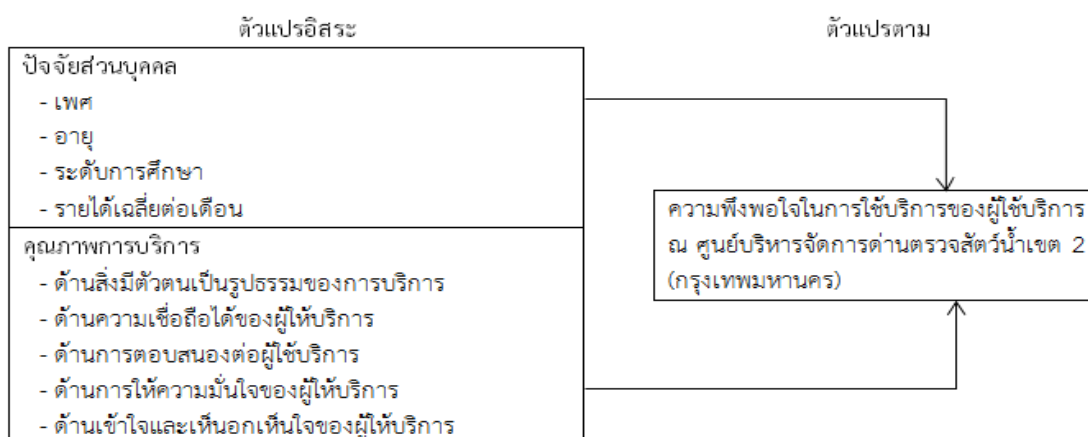 ตัวแปรอิสระ
ตัวแปรตาม
ปัจจัยส่วนบุคคล
- เพศ
- อายุ
- ระดับการศึกษา
- รายได้เฉลี่ยต่อเดือน
คุณภาพการบริการ
- ด้านสิ่งมีตัวตนเป็นรูปธรรมของการบริการ
- ด้านความเชื่อถือได้ของผู้ให้บริการ
- ด้านการตอบสนองต่อผู้ใช้บริการ
- ด้านการให้ความมั่นใจของผู้ให้บริการ
- ด้านเข้าใจและเห็นอกเห็นใจของผู้ให้บริการ
ความพึงพอใจในการใช้บริการของผู้ใช้บริการ
ณ ศูนย์บริหารจัดการด่านตรวจสัตว์น้ำเขต 2
(กรุงเทพมหานคร)